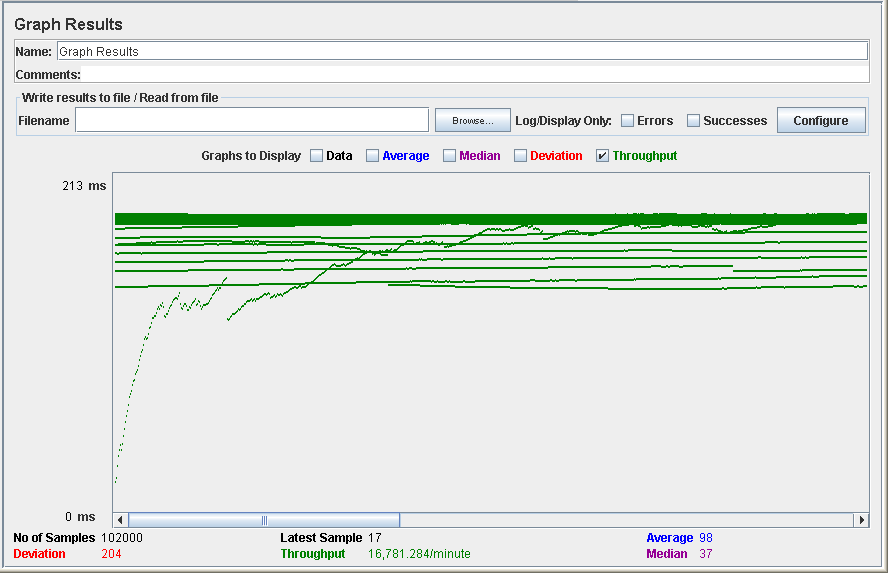 Graph Results
Name: Graph Results
Comments:
Write results to file / Read from file
Filename Browse... Log/Display Only: Errors Successes Configure
Graphs to Display Data Average Median Deviation Throughput
213 ms
0 ms
No of Samples 102000 Latest Sample 17 Average 98
Deviation 204 Throughput 16,781.284/minute Median 37